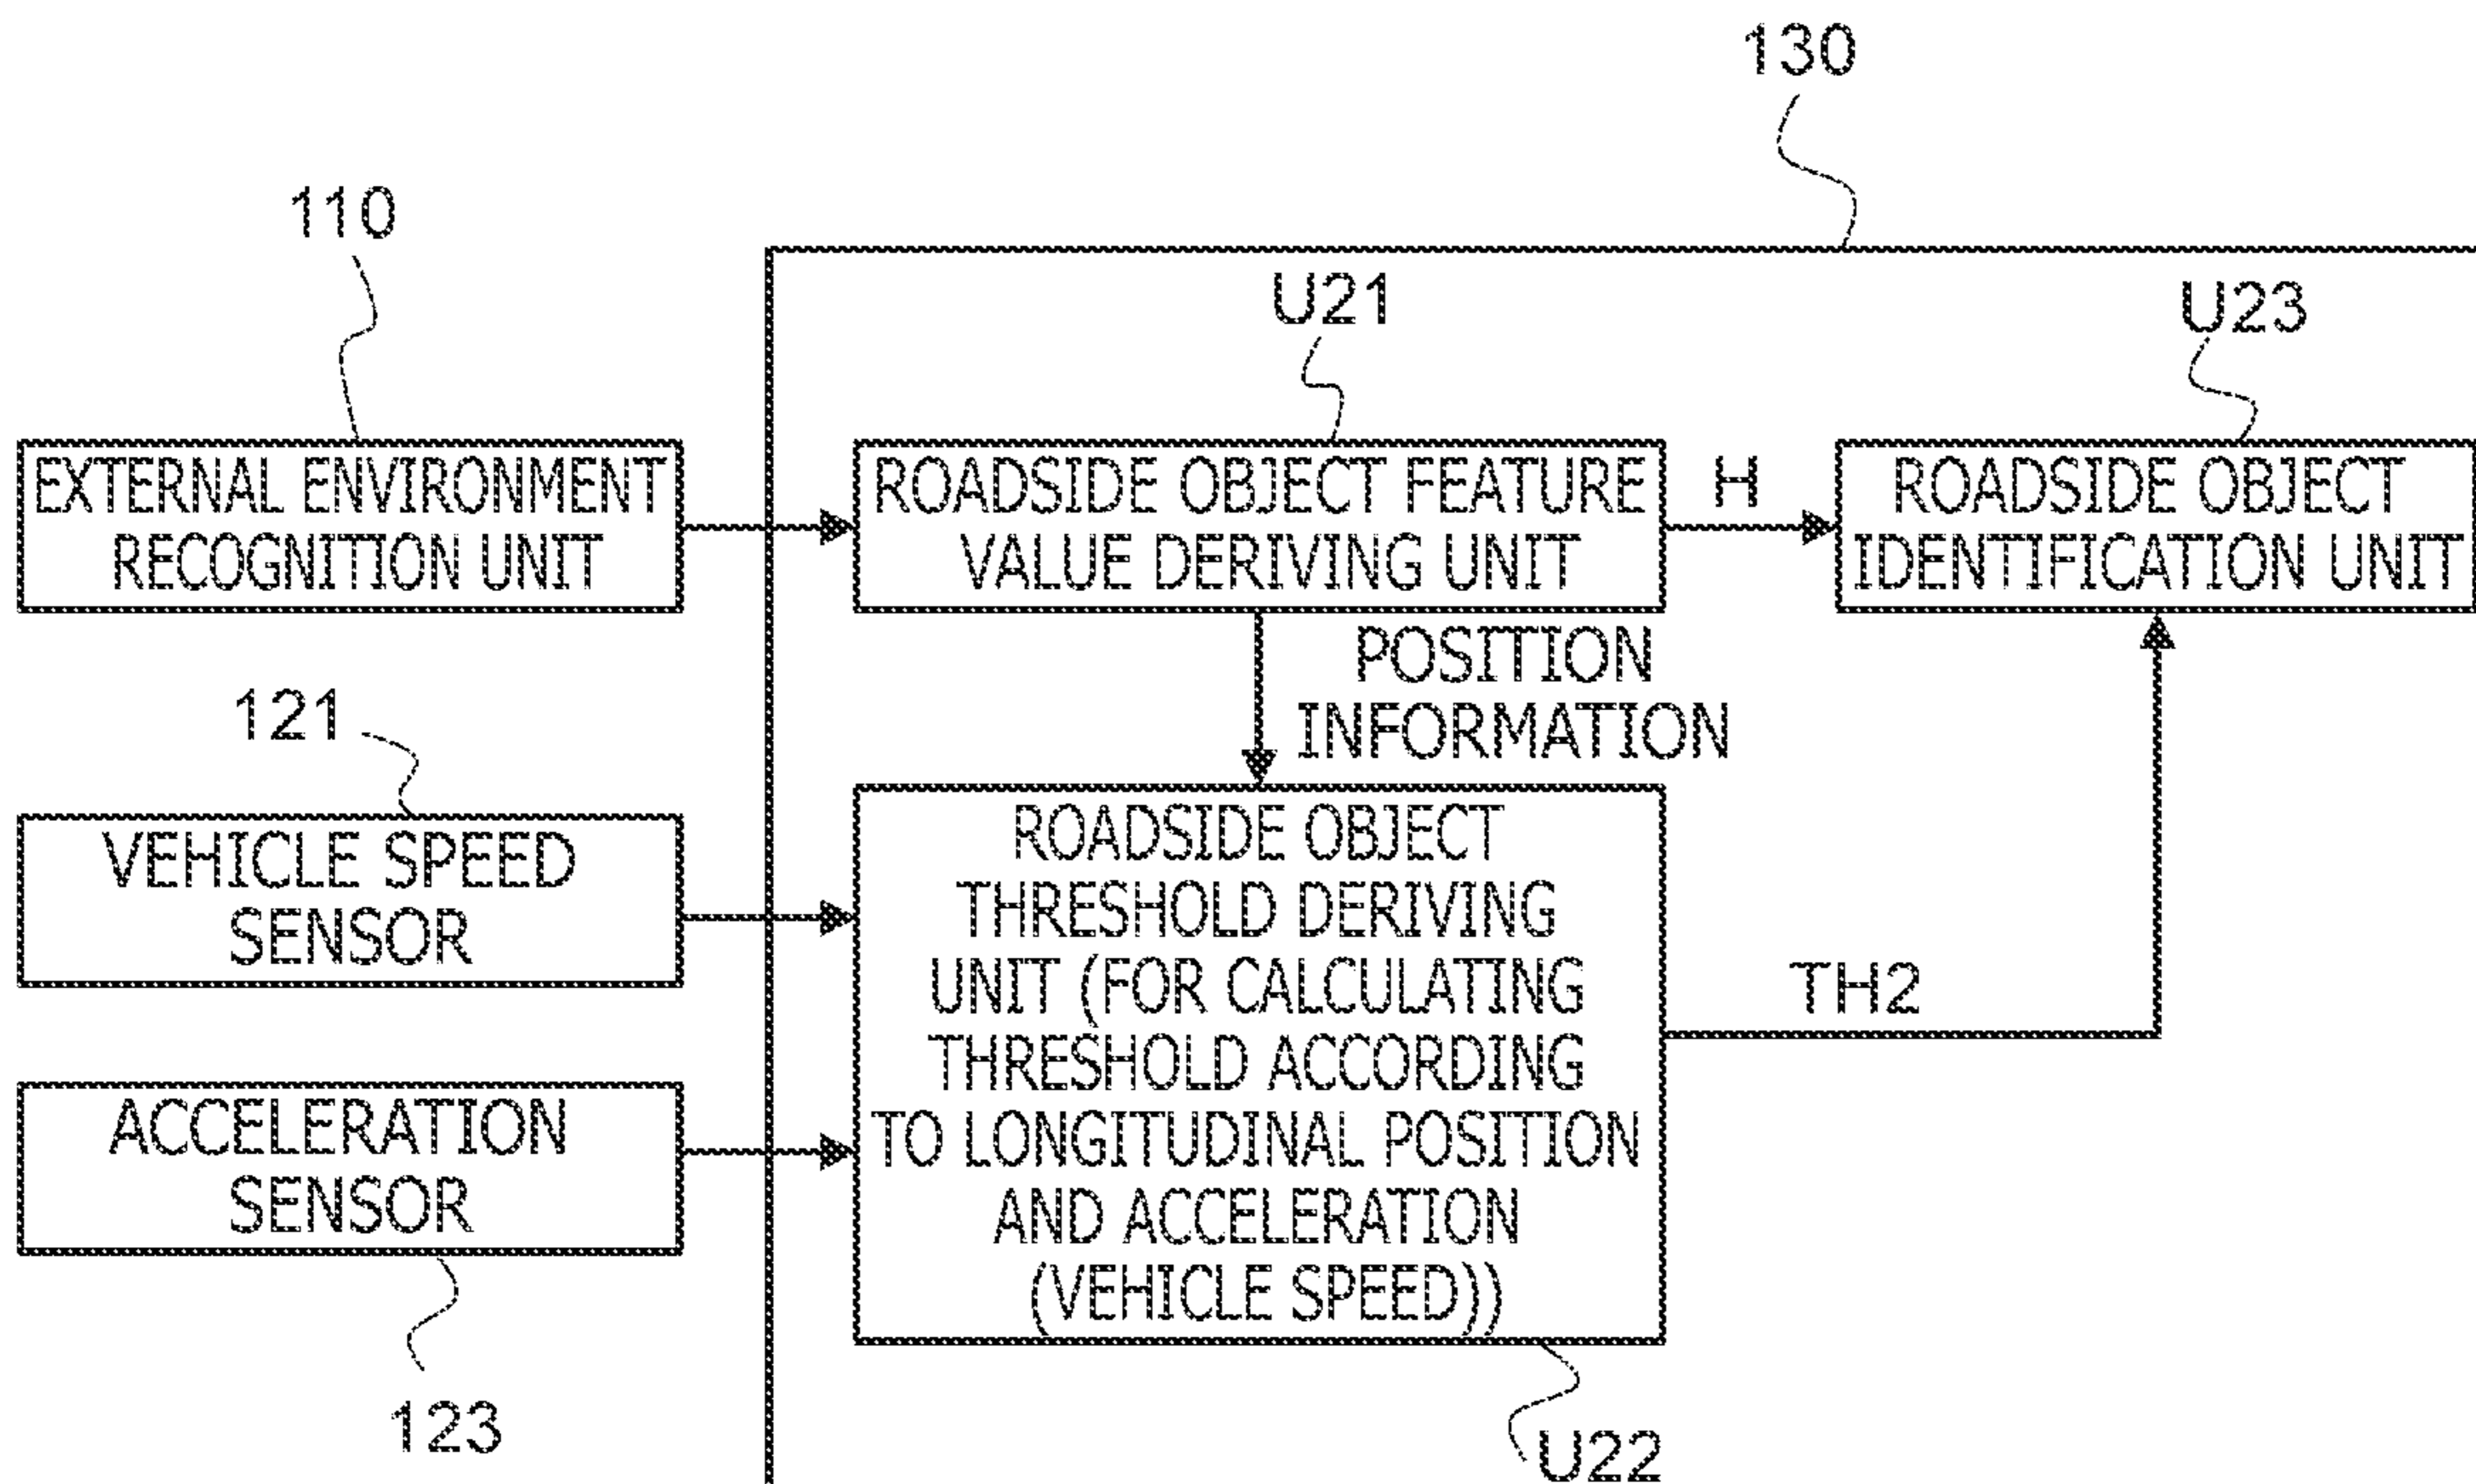 130
110
U21
U23
EXTERNAL ENVIRONMENT
RECOGNITION UNIT
ROADSIDE OBJECT FEATURE
VALUE DERIVING UNIT
H
ROADSIDE OBJECT
IDENTIFICATION UNIT
POSITION
INFORMATION
121
VEHICLE SPEED
SENSOR
ROADSIDE OBJECT
THRESHOLD DERIVING
UNIT (FOR CALCULATING
THRESHOLD ACCORDING
TO LONGITUDINAL POSITION
AND ACCELERATION
(VEHICLE SPEED))
TH2
ACCELERATION
SENSOR
123
U22